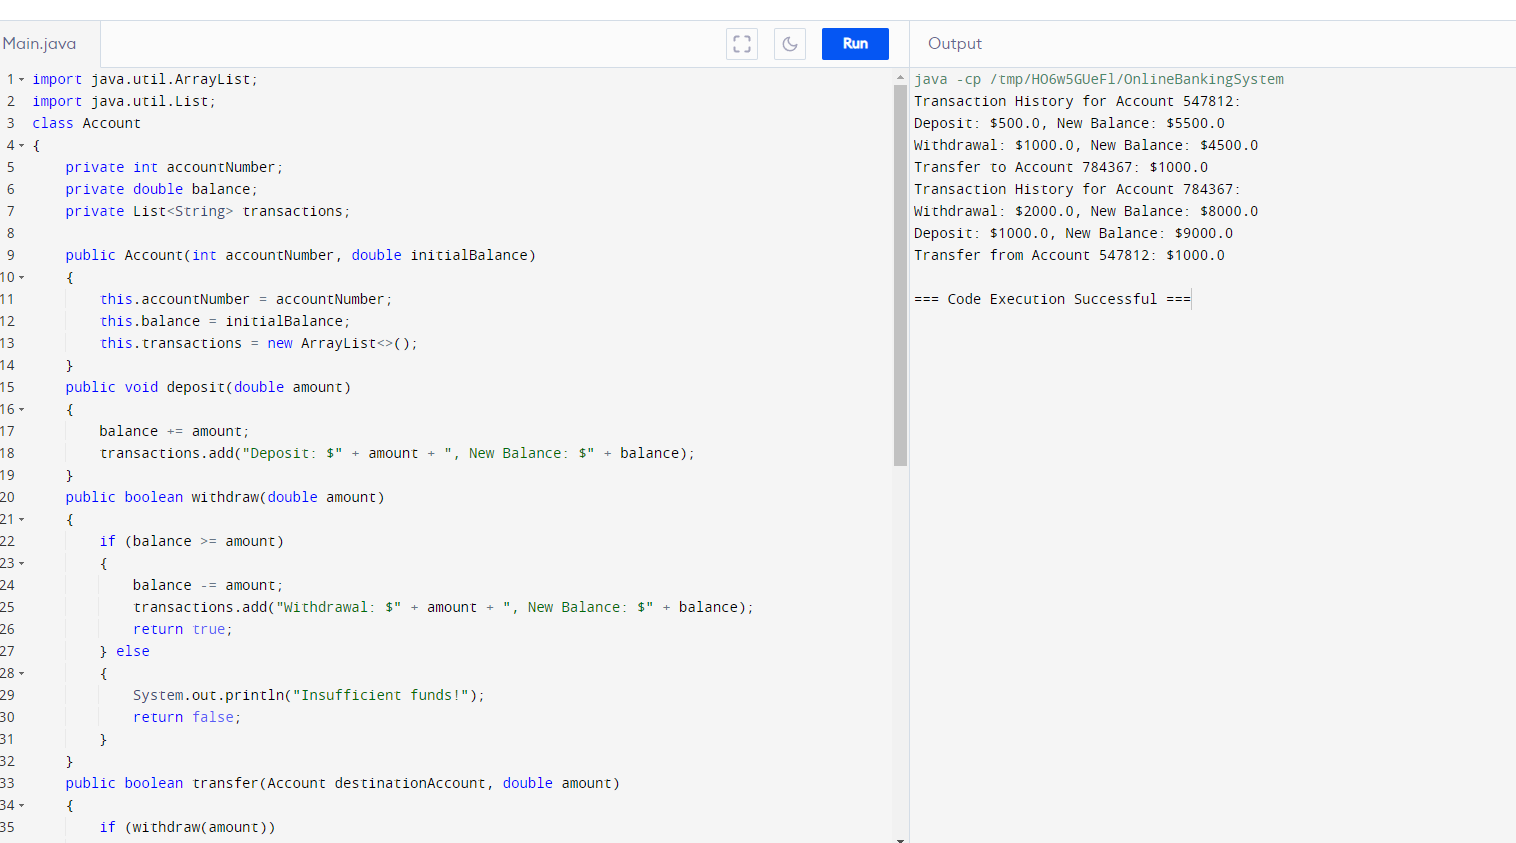 Main.java
Run
Output
1 import java.util.ArrayList;
2 import java.util.List;
3 class Account
4 {
5 private int accountNumber;
6 private double balance;
7 private List<String> transactions;
8
9 public Account(int accountNumber, double initialBalance)
10 {
11 this.accountNumber = accountNumber;
12 this.balance = initialBalance;
13 this.transactions = new ArrayList<>();
14 }
15 public void deposit(double amount)
16 {
17 balance += amount;
18 transactions.add("Deposit: $" + amount + ", New Balance: $" + balance);
19 }
20 public boolean withdraw(double amount)
21 {
22 if (balance >= amount)
23 {
24 balance -= amount;
25 transactions.add("Withdrawal: $" + amount + ", New Balance: $" + balance);
26 return true;
27 } else
28 {
29 System.out.println("Insufficient funds!");
30 return false;
31 }
32 }
33 public boolean transfer(Account destinationAccount, double amount)
34 {
35 if (withdraw(amount))
java -cp /tmp/HO6w5GUeFl/OnlineBankingSystem
Transaction History for Account 547812:
Deposit: $500.0, New Balance: $5500.0
Withdrawal: $1000.0, New Balance: $4500.0
Transfer to Account 784367: $1000.0
Transaction History for Account 784367:
Withdrawal: $2000.0, New Balance: $8000.0
Deposit: $1000.0, New Balance: $9000.0
Transfer from Account 547812: $1000.0
=== Code Execution Successful ===